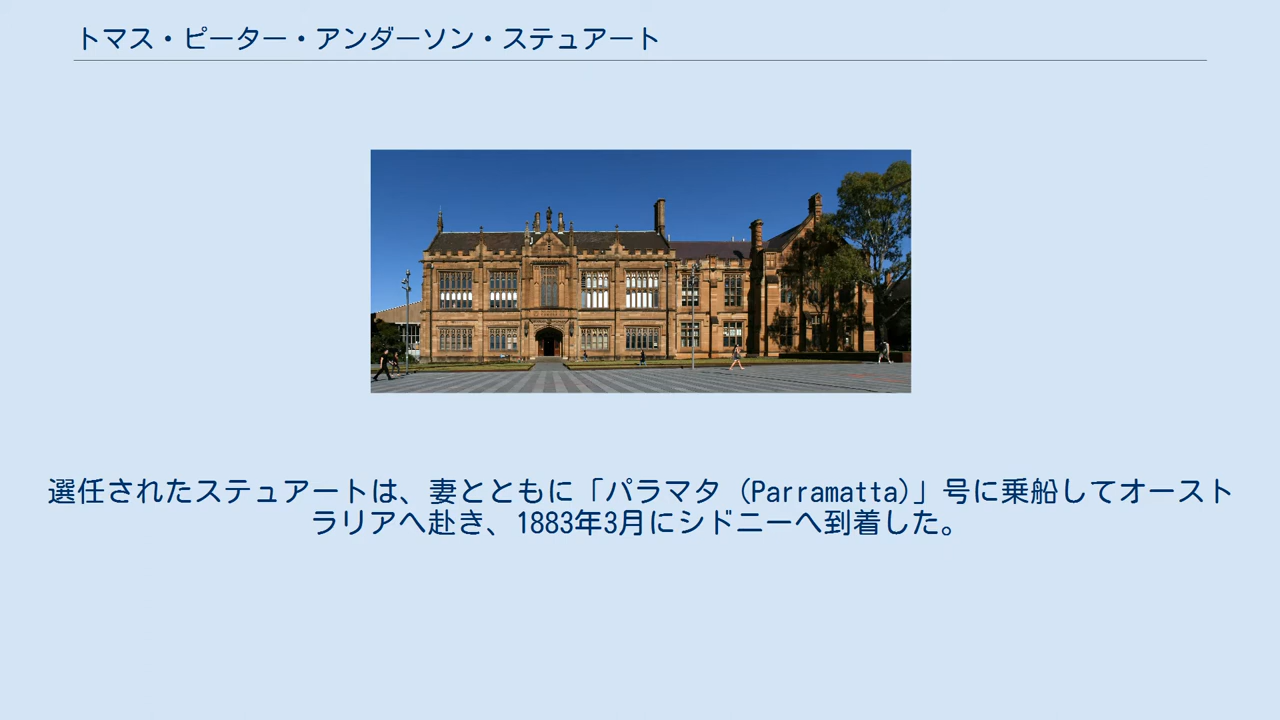 トマス・ピーター・アンダーソン・ステュアート
選任されたステュアートは、妻とともに「パラマタ（Parramatta)」号に乗船してオースト
ラリアへ赴き、1883年3月にシドニーへ到着した。